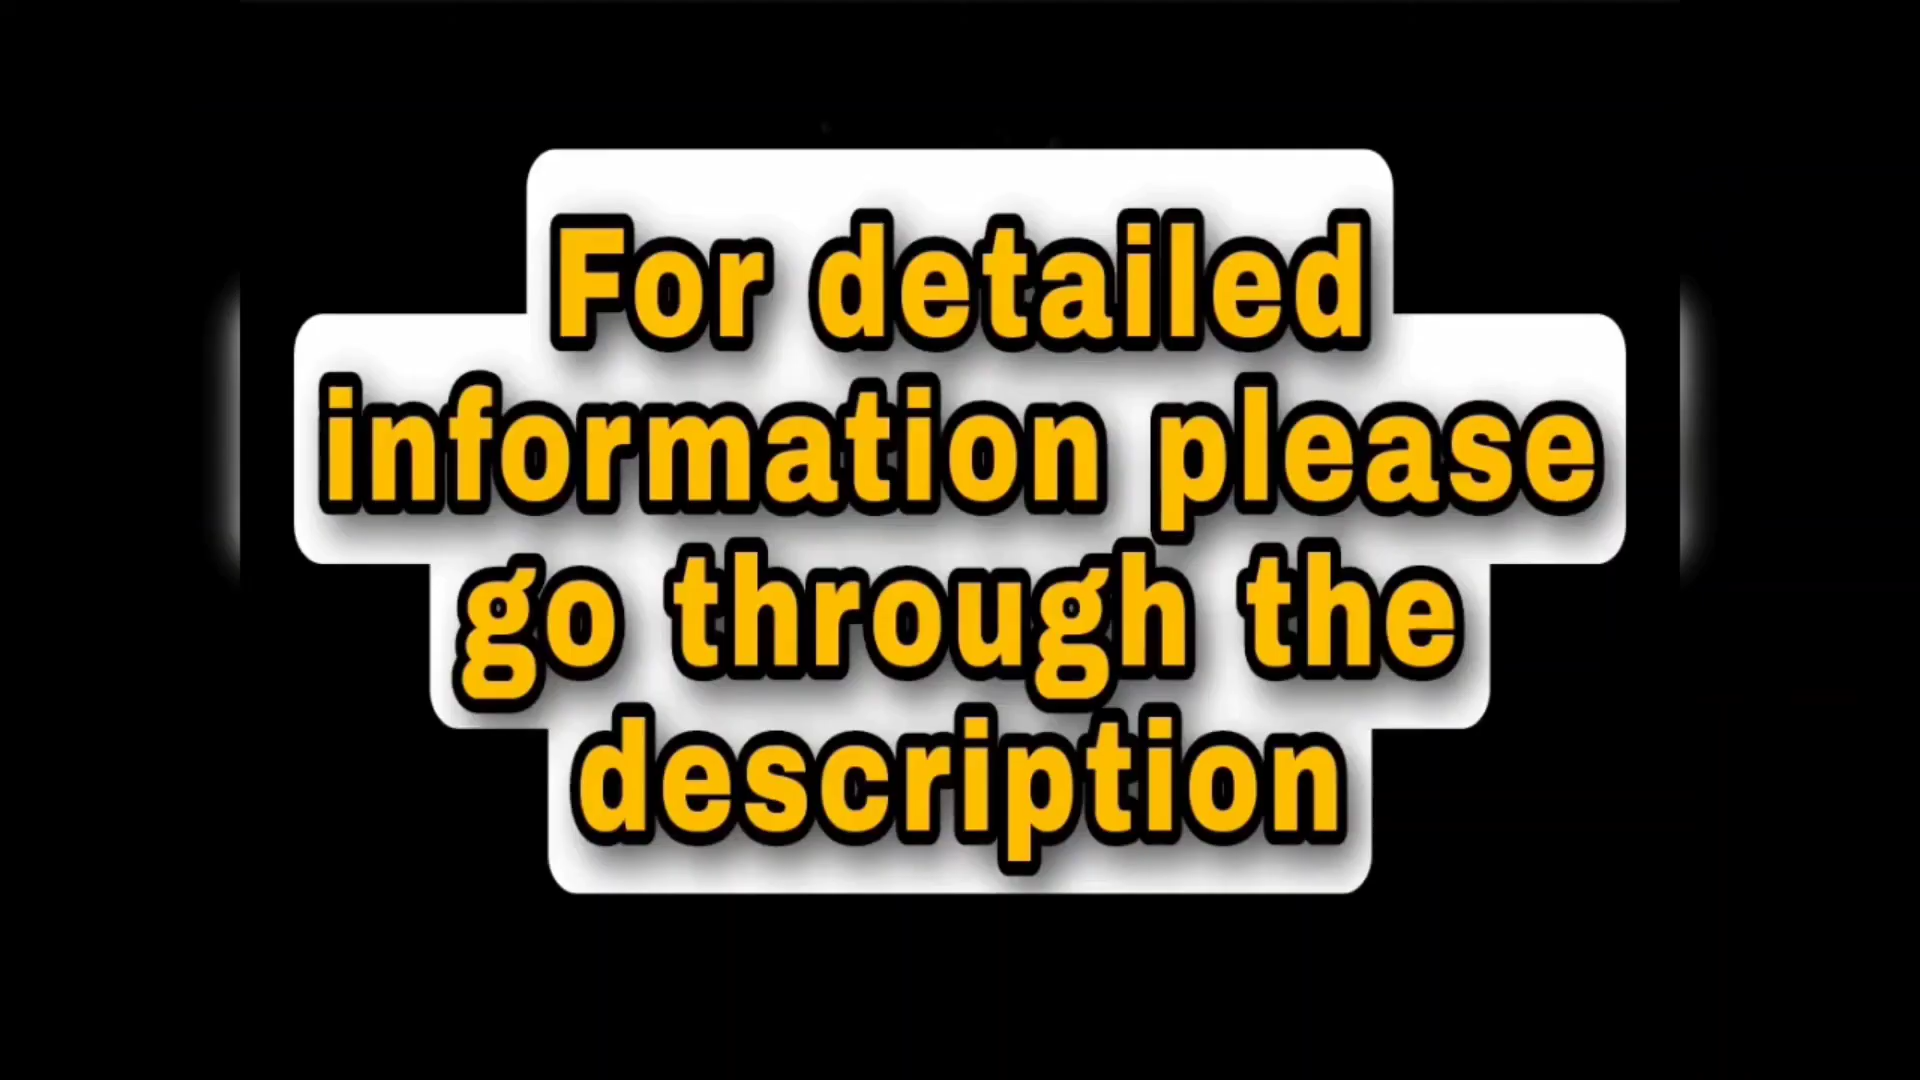 For detailed
information please
go through the
description